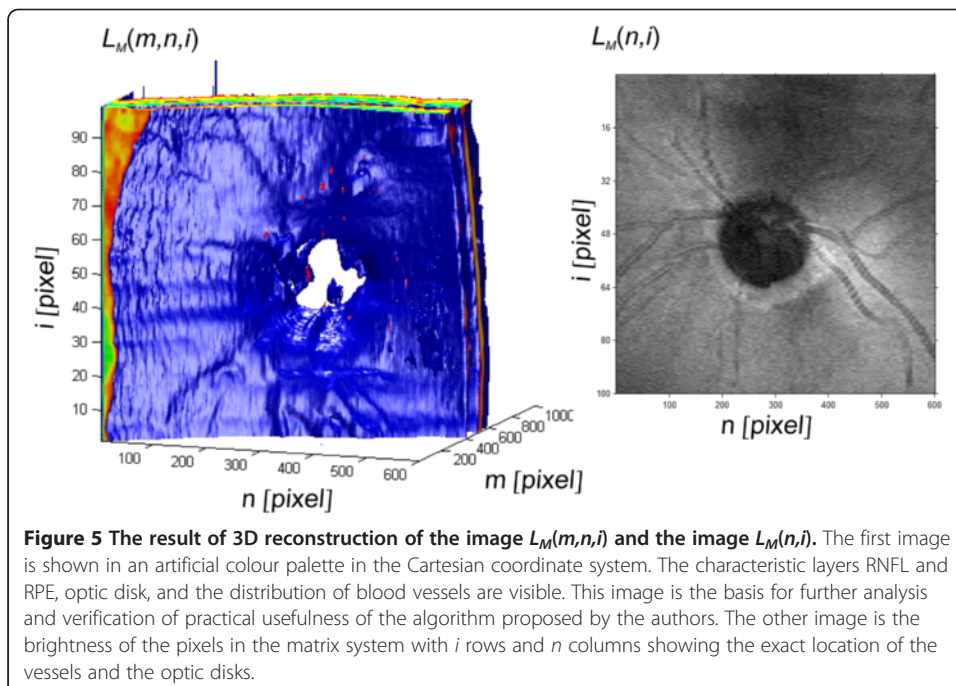 L_M(m,n,i)
L_M(n,i)
90
80
70
60
50
40
30
20
10
i [pixel]
100
200
300
400
500
600
n [pixel]
200
400
600
800
1000
m [pixel]
16
32
48
64
80
100
i [pixel]
100
200
300
400
500
600
n [pixel]
Figure 5 The result of 3D reconstruction of the image L_M(m,n,i) and the image L_M(n,i). The first image
is shown in an artificial colour palette in the Cartesian coordinate system. The characteristic layers RNFL and
RPE, optic disk, and the distribution of blood vessels are visible. This image is the basis for further analysis
and verification of practical usefulness of the algorithm proposed by the authors. The other image is the
brightness of the pixels in the matrix system with i rows and n columns showing the exact location of the
vessels and the optic disks.